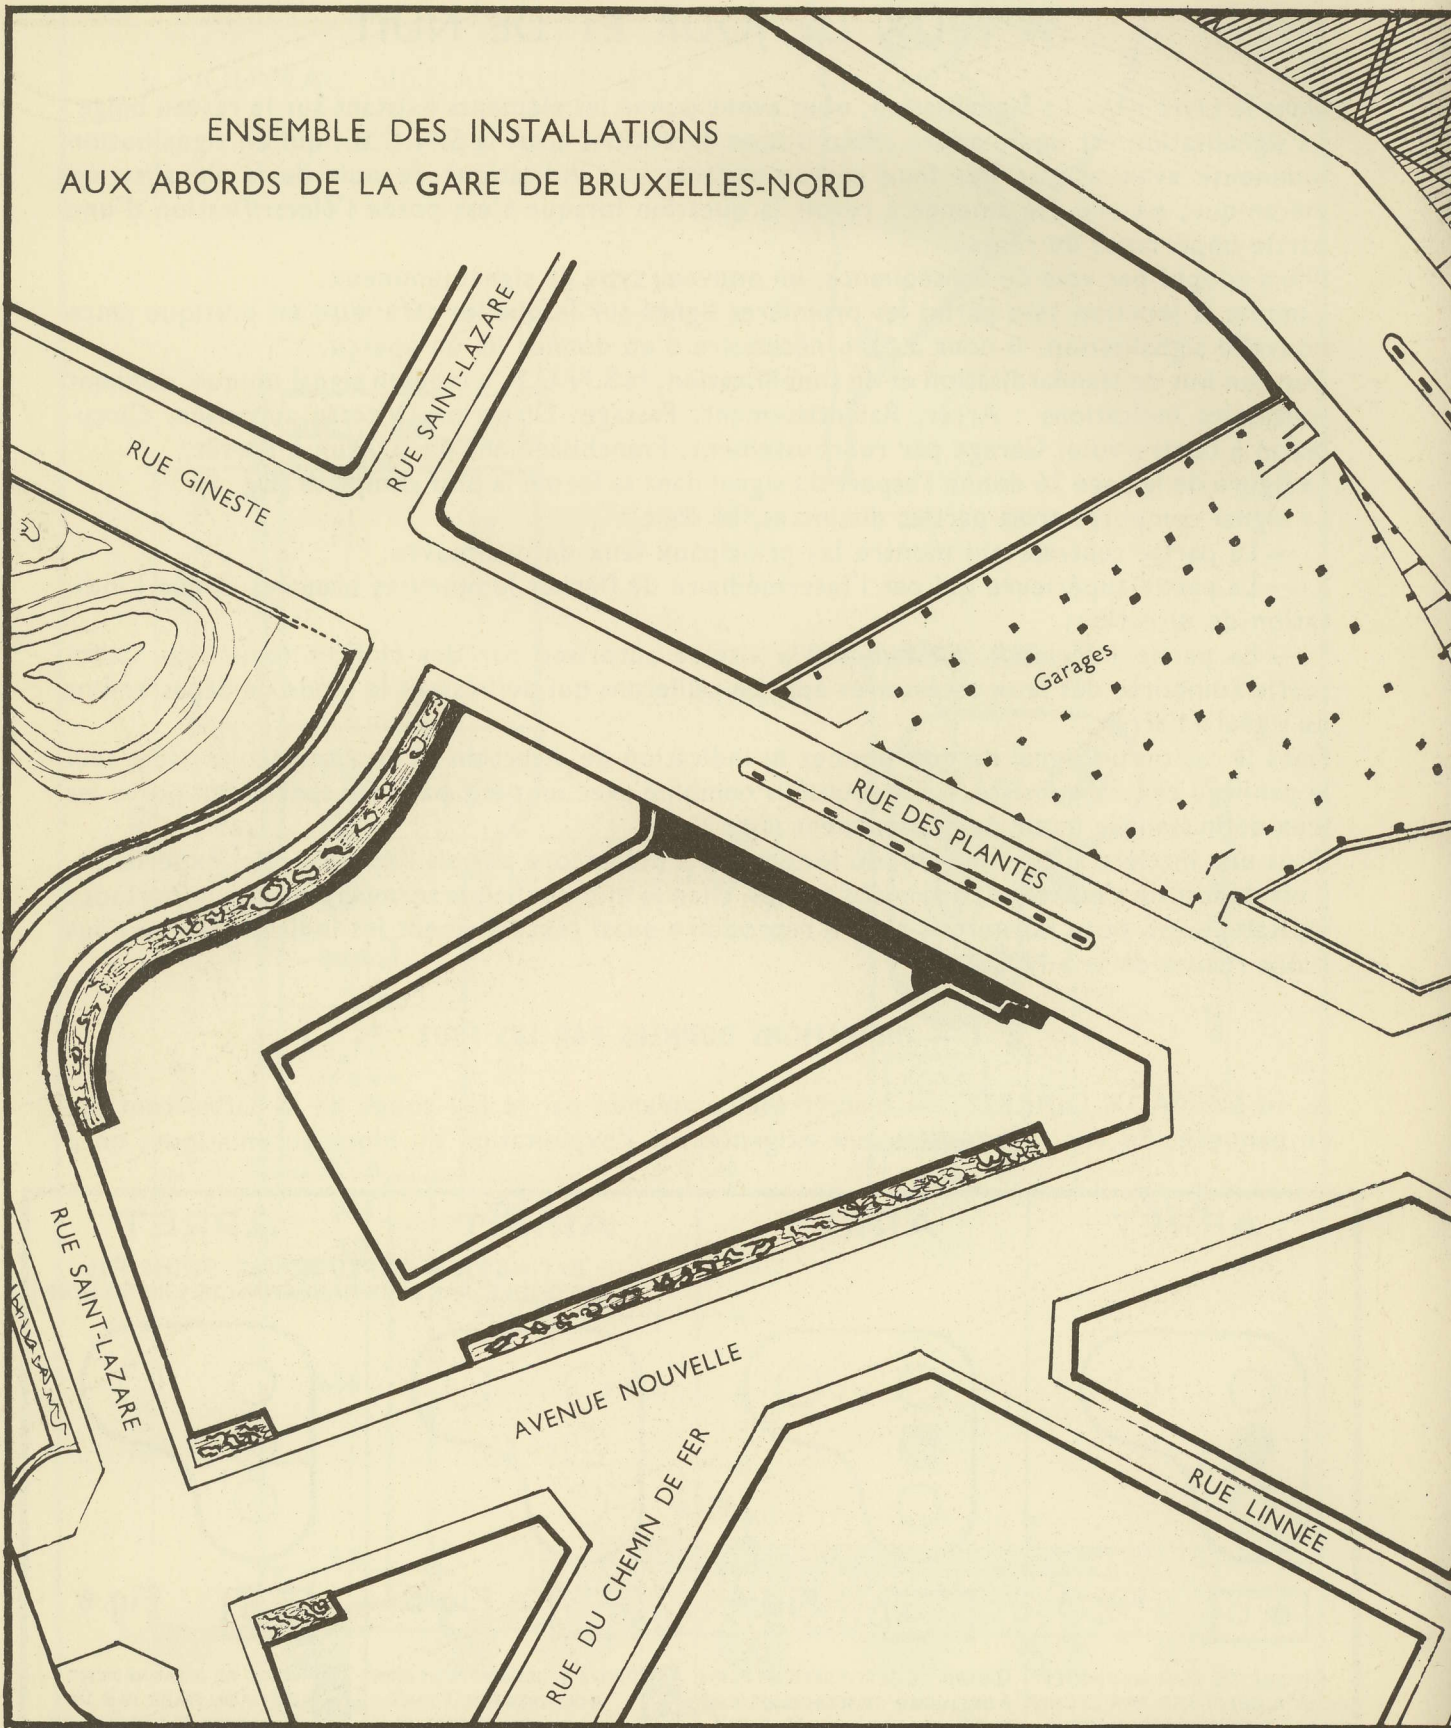 ENSEMBLE DES INSTALLATIONS
AUX ABORDS DE LA GARE DE BRUXELLES-NORD
RUE SAINT-LAZARE
RUE GINESTE
Garages
RUE DES PLANTES
RUE SAINT-LAZARE
AVENUE NOUVELLE
RUE DU CHEMIN DE FER
RUE LINNÉE